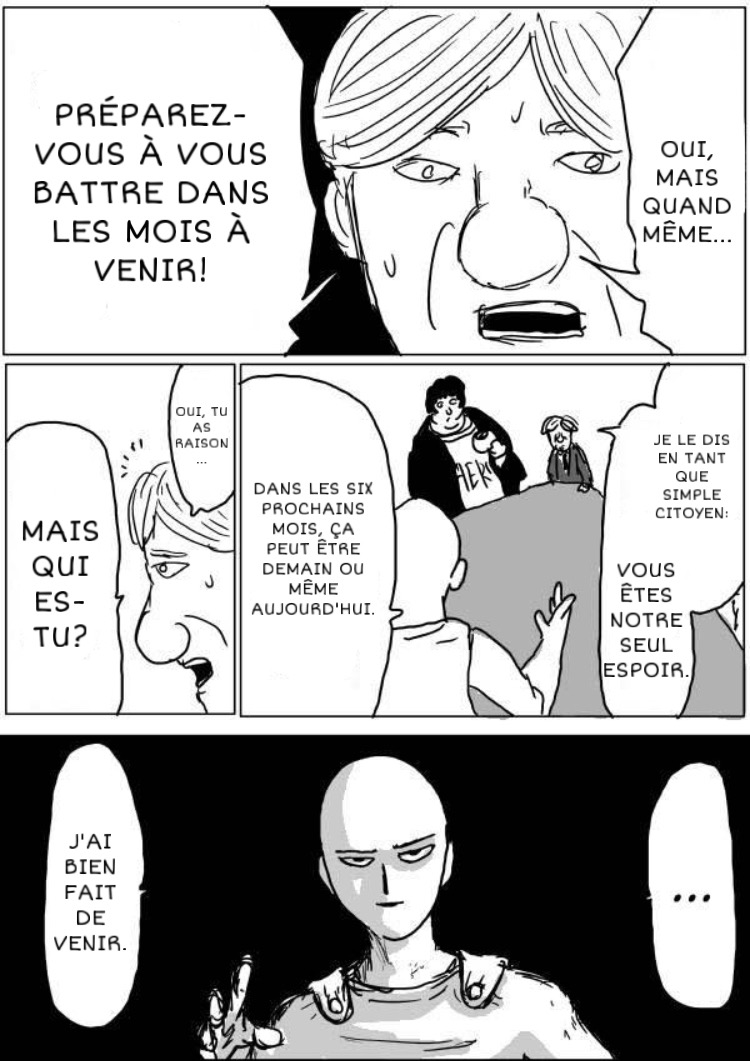 OUI,
MAIS
QUAND
MÊME...
PRÉPAREZ-
VOUS À VOUS
BATTRE DANS
LES MOIS À
VENIR!
JE LE DIS
EN TANT
QUE
SIMPLE
CITOYEN:
VOUS
ÊTES
NOTRE
SEUL
ESPOIR.
DANS LES SIX
PROCHAINS
MOIS, ÇA
PEUT ÊTRE
DEMAIN OU
MÊME
AUJOURD'HUI.
OUI, TU
AS
RAISON
...
MAIS
QUI
ES-
TU?
...
J'AI
BIEN
FAIT
DE
VENIR.